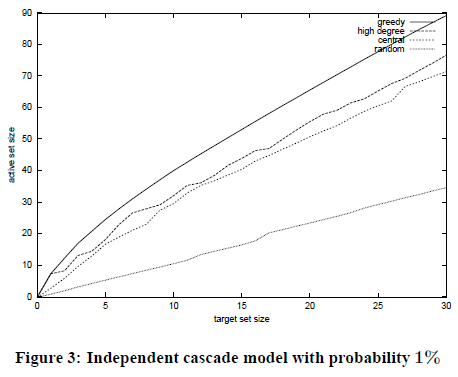 90
80
70
60
50
40
30
20
10
0
active set size
greedy
high degree
central
random
0 5 10 15 20 25 30
target set size
Figure 3: Independent cascade model with probability 1%